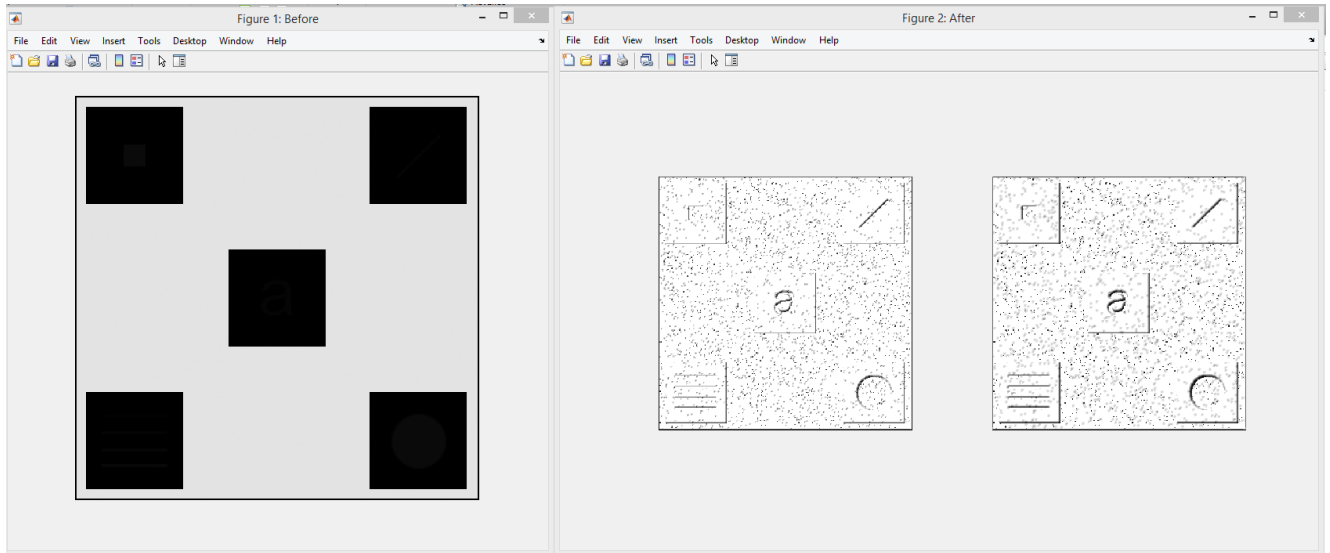 Figure 1: Before
File Edit View Insert Tools Desktop Window Help
a
Figure 2: After
File Edit View Insert Tools Desktop Window Help
a
a